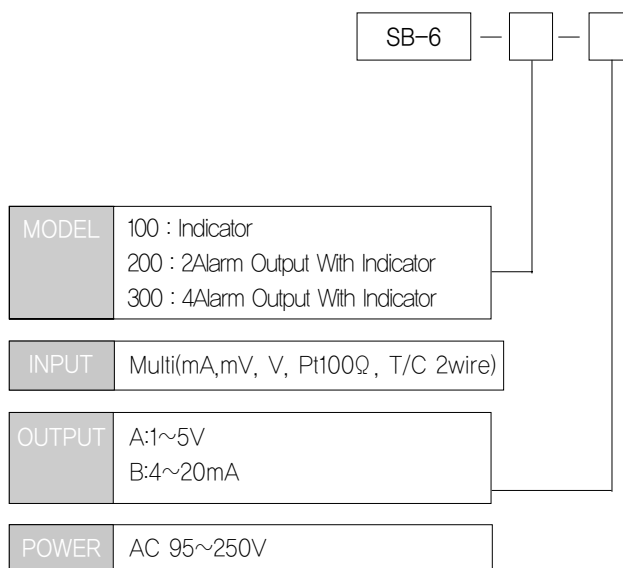 SB-6 — —
MODEL
100 : Indicator
200 : 2Alarm Output With Indicator
300 : 4Alarm Output With Indicator
INPUT
Multi(mA,mV, V, Pt100Ω, T/C 2wire)
OUTPUT
A:1~5V
B:4~20mA
POWER
AC 95~250V